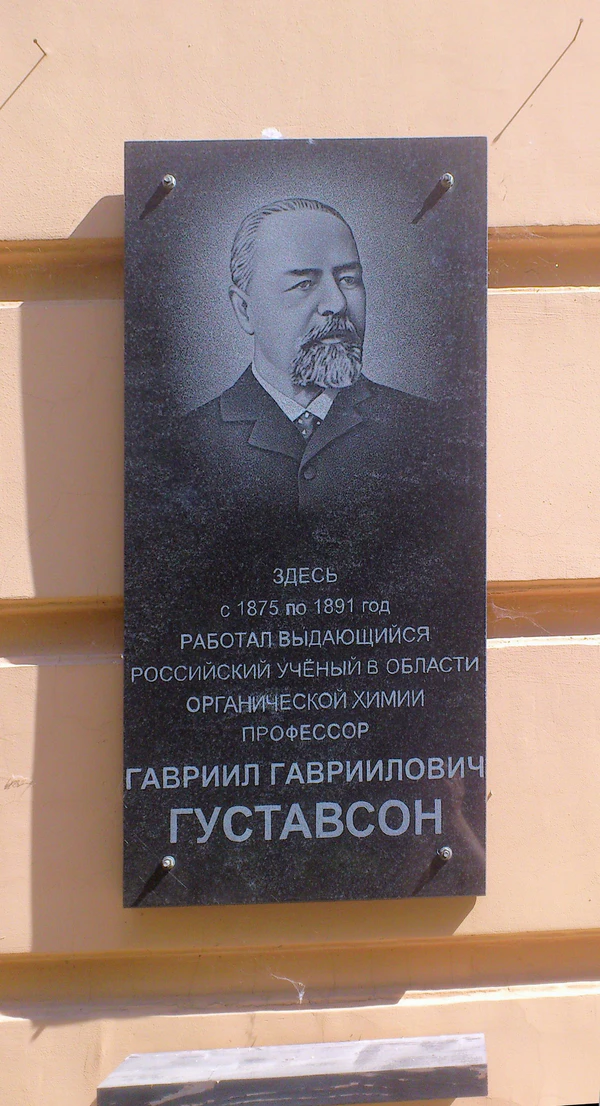 ЗДЕСЬ
с 1875 по 1891 год
РАБОТАЛ ВЫДАЮЩИЙСЯ
РОССИЙСКИЙ УЧЁНЫЙ В ОБЛАСТИ
ОРГАНИЧЕСКОЙ ХИМИИ
ПРОФЕССОР
ГАВРИИЛ ГАВРИИЛОВИЧ
ГУСТАВСОН